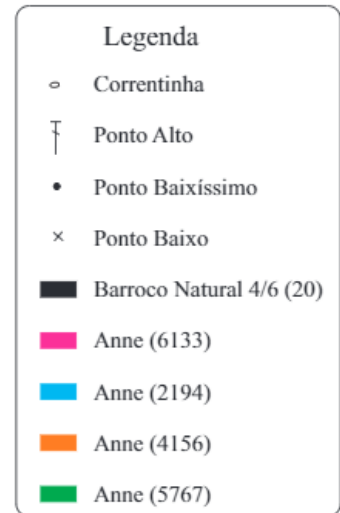 Legenda
Correntinha
Ponto Alto
Ponto Baixíssimo
Ponto Baixo
Barroco Natural 4/6 (20)
Anne (6133)
Anne (2194)
Anne (4156)
Anne (5767)